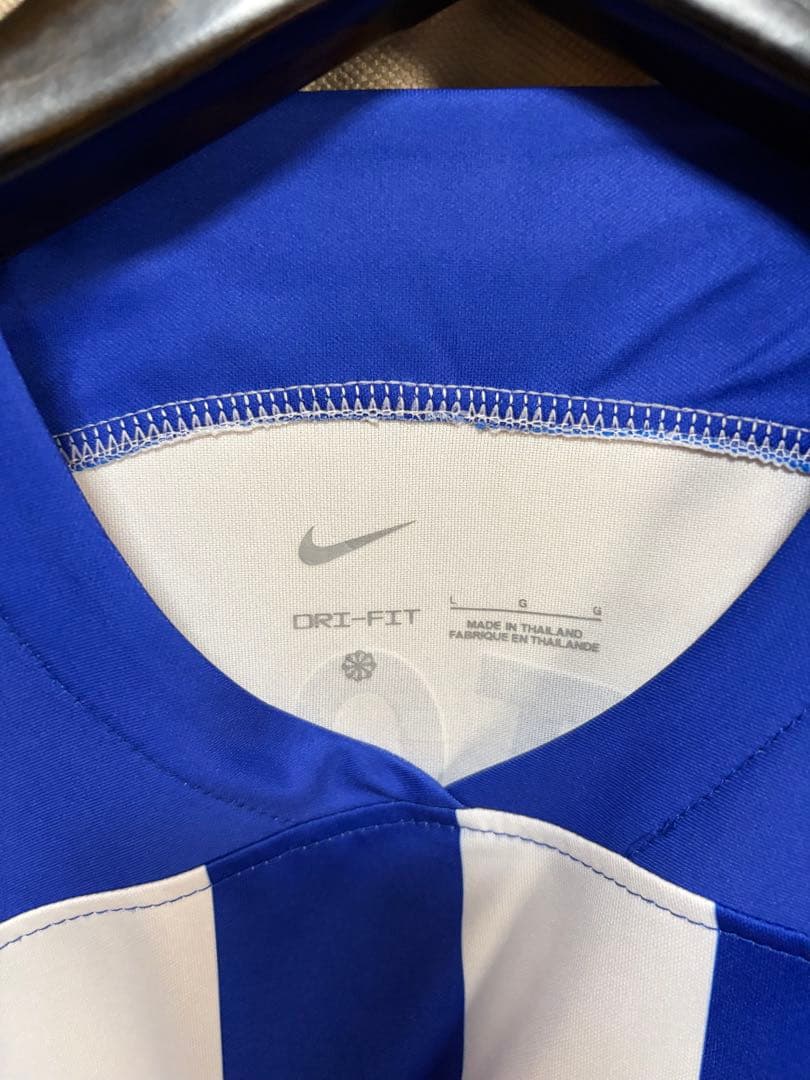 DRI-FIT
L G G
MADE IN THAILAND
FABRIQUE EN THAILANDE